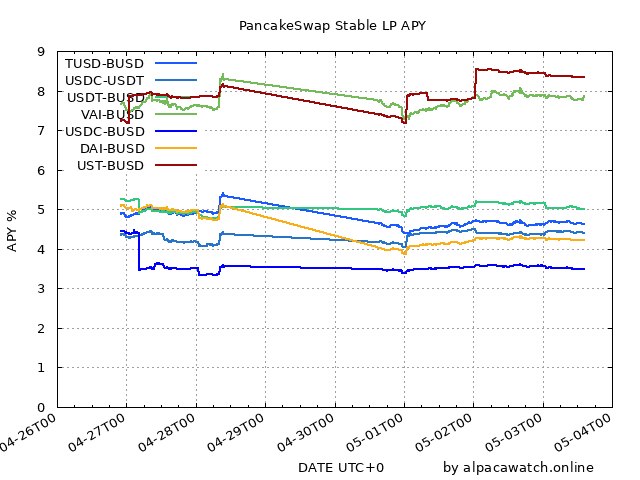 PancakeSwap Stable LP APY
9
8
7
6
5
4
3
2
1
0
APY %
TUSD-BUSD
USDC-USDT
USDT-BUSD
VAI-BUSD
USDC-BUSD
DAI-BUSD
UST-BUSD
04-26T00
04-27T00
04-28T00
04-29T00
04-30T00
05-01T00
05-02T00
05-03T00
05-04T00
DATE UTC+0
by alpacawatch.online